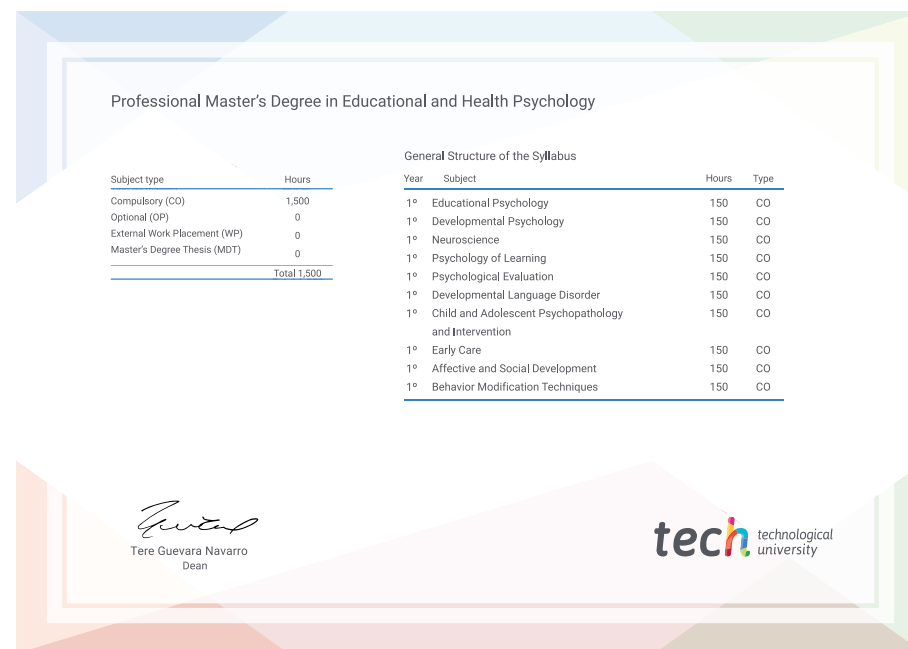 Professional Master's Degree in Educational and Health Psychology
Subject type Hours
Compulsory (CO) 1,500
Optional (OP) 0
External Work Placement (WP) 0
Master's Degree Thesis (MDT) 0
Total 1,500
General Structure of the Syllabus
Year Subject Hours Type
1º Educational Psychology 150 CO
1º Developmental Psychology 150 CO
1º Neuroscience 150 CO
1º Psychology of Learning 150 CO
1º Psychological Evaluation 150 CO
1º Developmental Language Disorder 150 CO
1º Child and Adolescent Psychopathology 150 CO
and Intervention
1º Early Care 150 CO
1º Affective and Social Development 150 CO
1º Behavior Modification Techniques 150 CO
Tere Guevara Navarro
Dean
tech technological
university